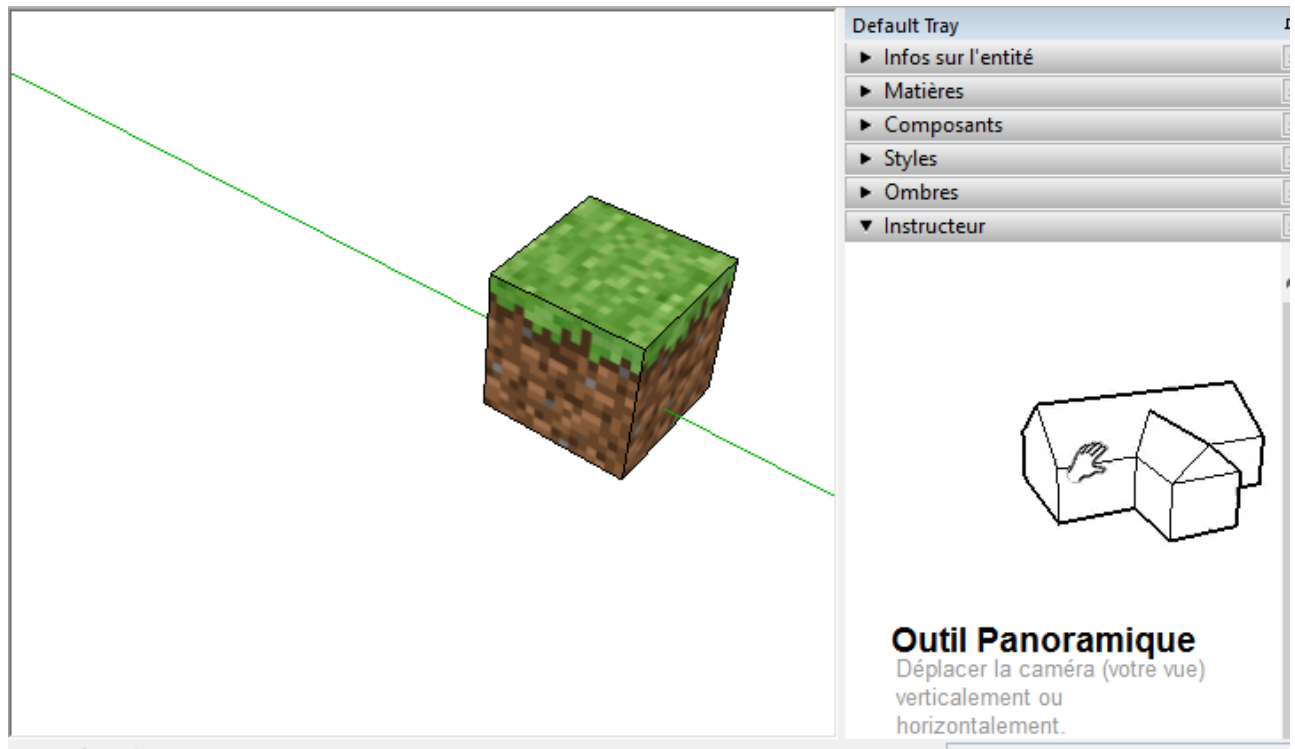 Default Tray
Infos sur l'entité
Matières
Composants
Styles
Ombres
Instructeur
Outil Panoramique
Déplacer la caméra (votre vue)
verticalement ou
horizontalement.